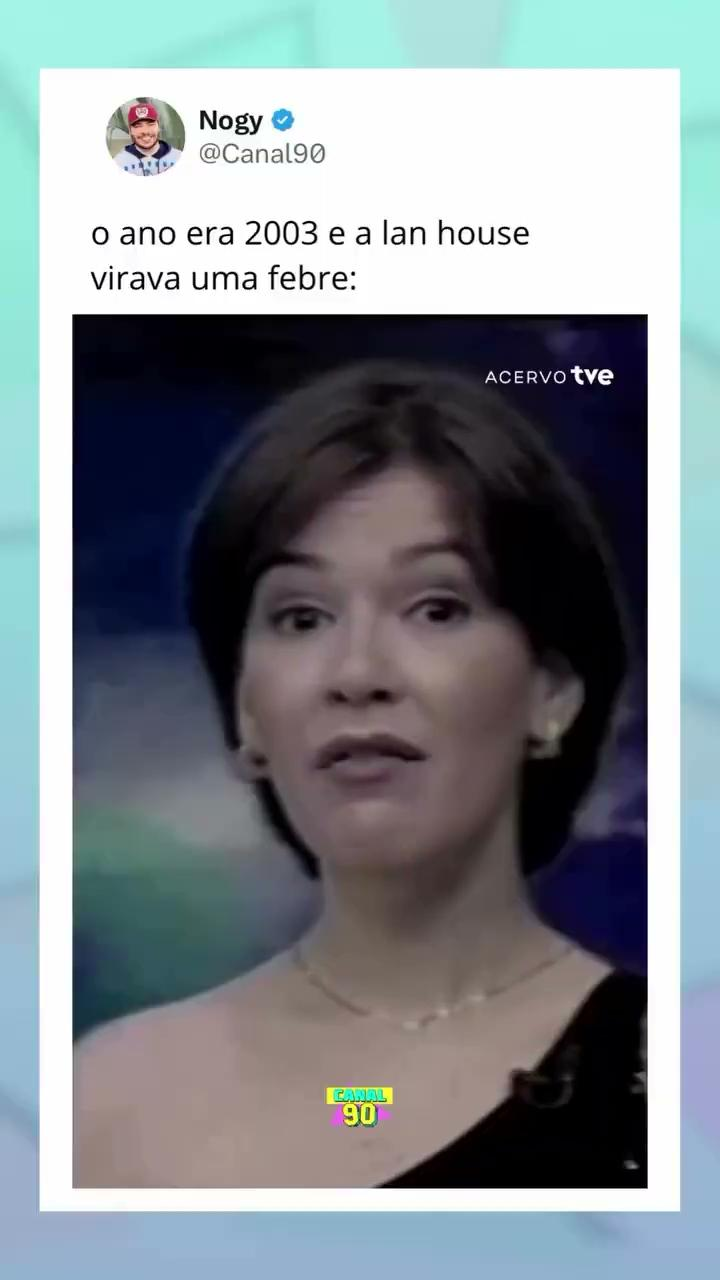 Nogy
@Canal90
o ano era 2003 e a lan house
virava uma febre:
ACERVO tve
CANAL
90